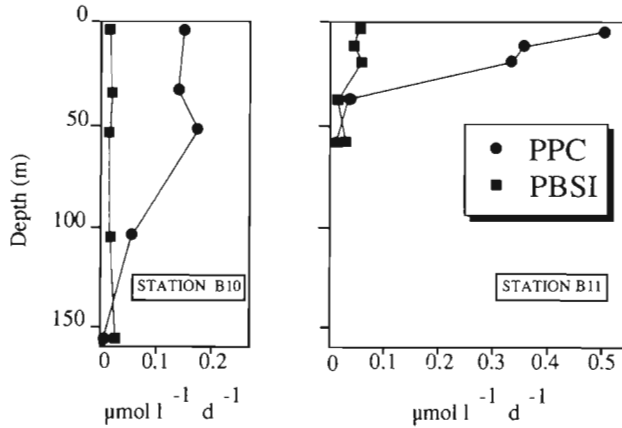 0
50
100
150
Depth (m)
STATION B10
0 0.1 0.2
µmol l⁻¹ d⁻¹
PPC
PBSI
STATION B11
0 0.1 0.2 0.3 0.4 0.5
µmol l⁻¹ d⁻¹